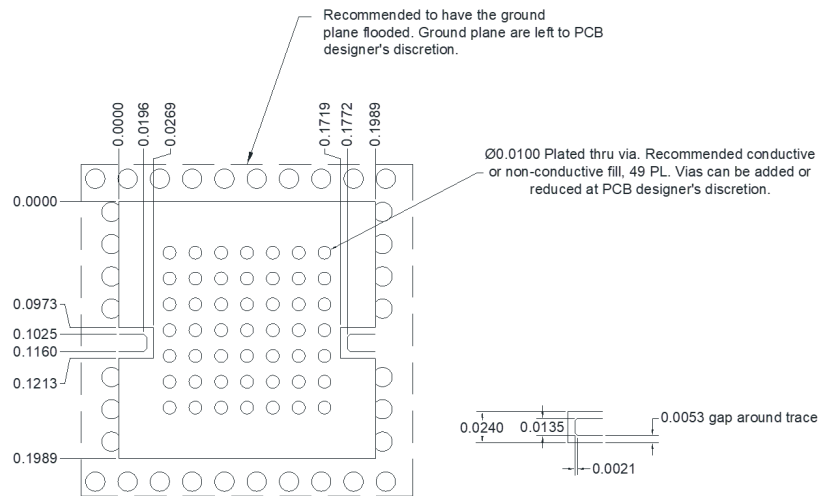 Recommended to have the ground
plane flooded. Ground plane are left to PCB
designer's discretion.
0.0000
0.0196
0.0269
0.1719
0.1772
0.1989
Ø0.0100 Plated thru via. Recommended conductive
or non-conductive fill, 49 PL. Vias can be added or
reduced at PCB designer's discretion.
0.0000
0.0973
0.1025
0.1160
0.1213
0.1989
0.0240
0.0135
0.0053 gap around trace
0.0021